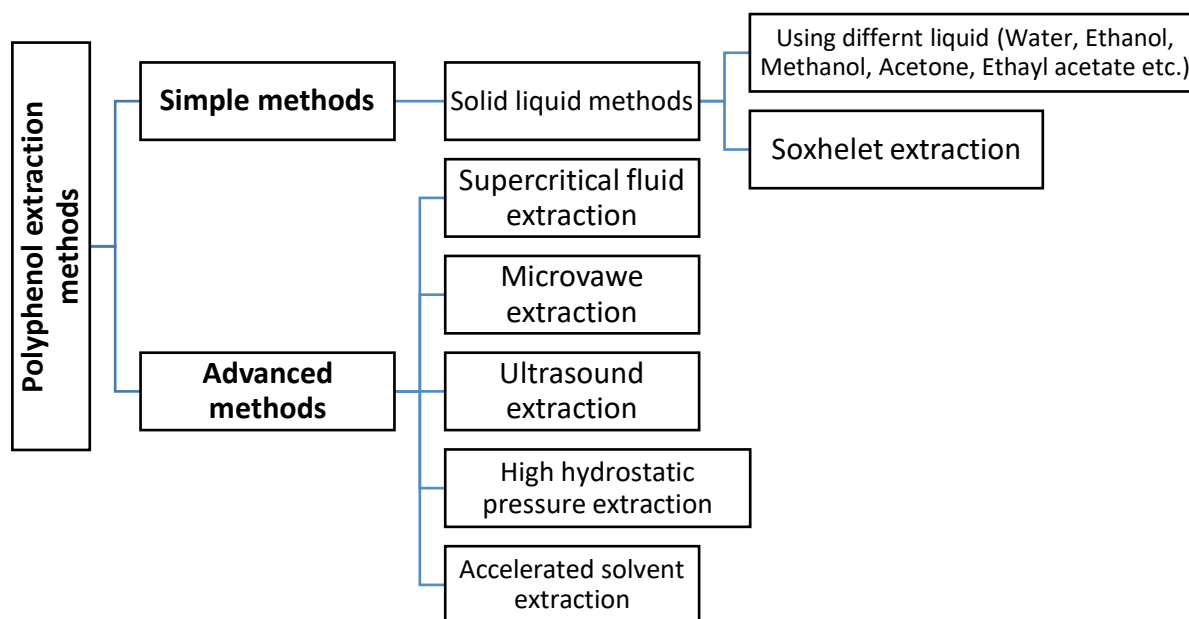 Polyphenol extraction
methods
Simple methods
Solid liquid methods
Using differnt liquid (Water, Ethanol,
Methanol, Acetone, Ethayl acetate etc.)
Soxhelet extraction
Advanced
methods
Supercritical fluid
extraction
Microvawe
extraction
Ultrasound
extraction
High hydrostatic
pressure extraction
Accelerated solvent
extraction